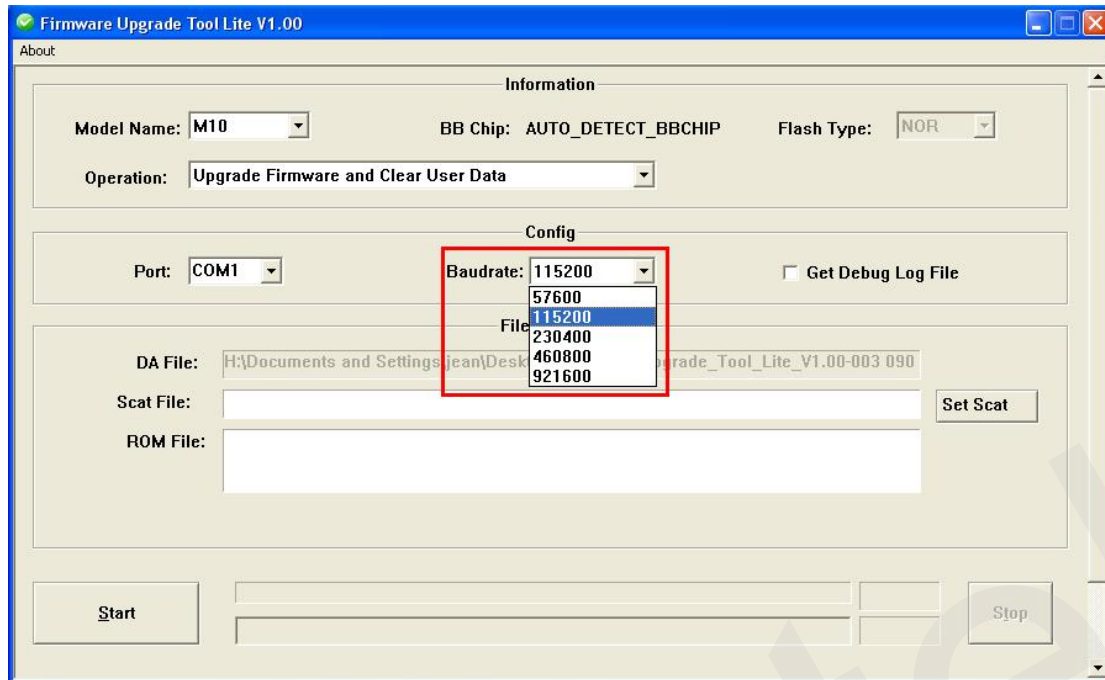 Firmware Upgrade Tool Lite V1.00
About
Information
Model Name: M10 BB Chip: AUTO_DETECT_BBCHIP Flash Type: NOR
Operation: Upgrade Firmware and Clear User Data
Config
Port: COM1 Baudrate: 115200 Get Debug Log File
57600
115200
File
230400
460800
921600
DA File: H:\Documents and Settings\jean\Desk grade_Tool_Lite_V1.00-003 090
Scat File: Set Scat
ROM File:
Start Stop